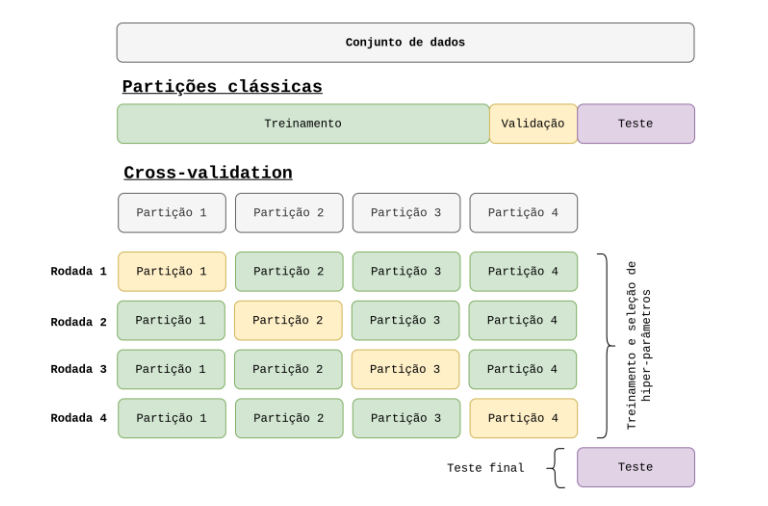 Conjunto de dados
Partições clássicas
Treinamento Validação Teste
Cross-validation
Partição 1 Partição 2 Partição 3 Partição 4
Rodada 1 Partição 1 Partição 2 Partição 3 Partição 4
Rodada 2 Partição 1 Partição 2 Partição 3 Partição 4
Rodada 3 Partição 1 Partição 2 Partição 3 Partição 4
Rodada 4 Partição 1 Partição 2 Partição 3 Partição 4
Treinamento e seleção de
hiper-parâmetros
Teste final Teste